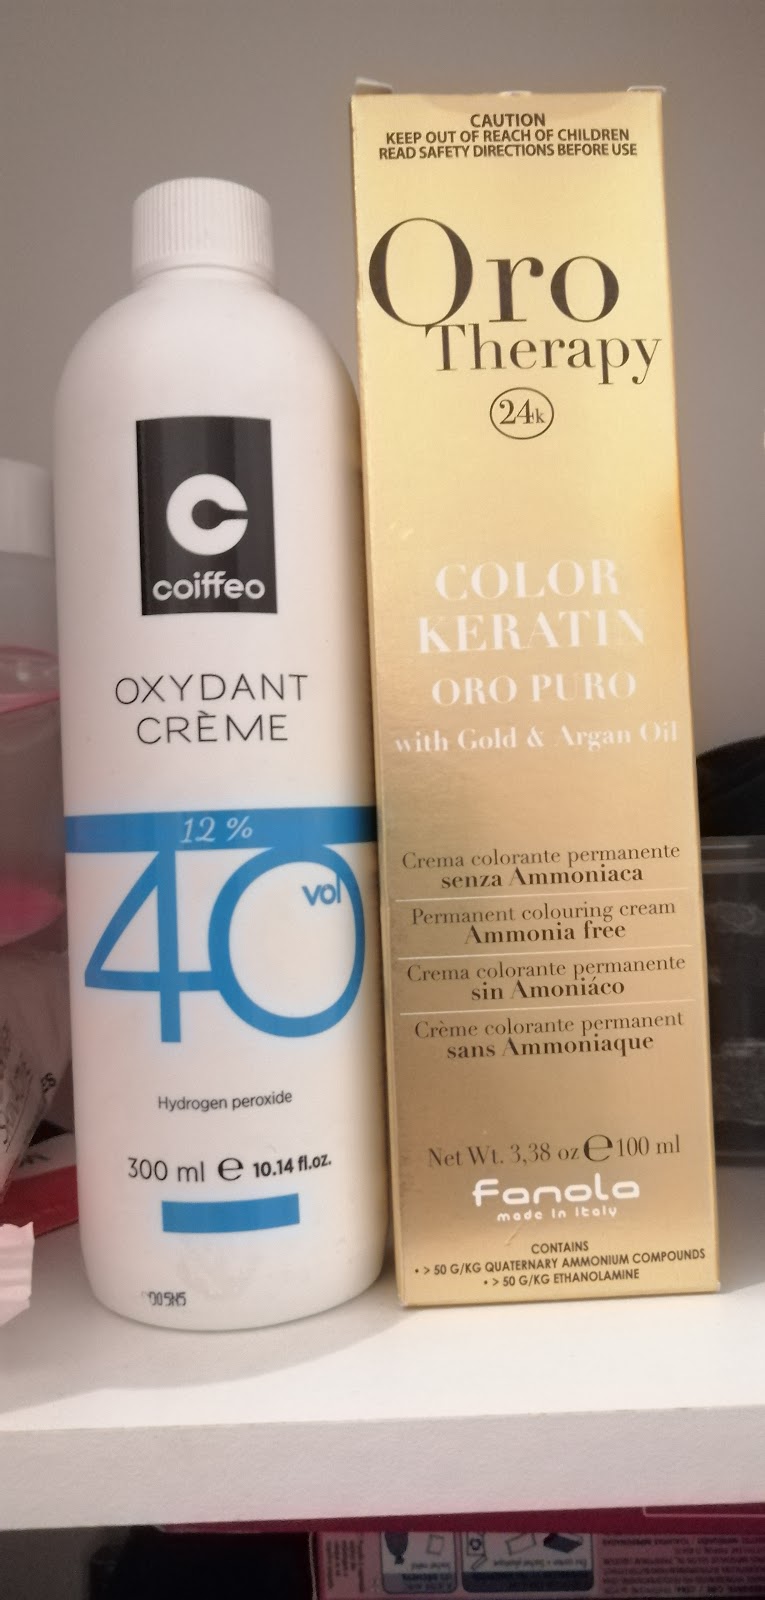 coiffeo
OXYDANT
CRÈME
12 %
40 vol
Hydrogen peroxide
300 ml e 10.14 fl.oz.
CAUTION
KEEP OUT OF REACH OF CHILDREN
READ SAFETY DIRECTIONS BEFORE USE
Oro
Therapy
24k
COLOR
KERATIN
ORO PURO
with Gold & Argan Oil
Crema colorante permanente
senza Ammoniaca
Permanent colouring cream
Ammonia free
Crema colorante permanente
sin Amoniáco
Crème colorante permanent
sans Ammoniaque
Net Wt. 3,38 oz e 100 ml
fanola
made in italy
CONTAINS
• > 50 G/KG QUATERNARY AMMONIUM COMPOUNDS
• > 50 G/KG ETHANOLAMINE